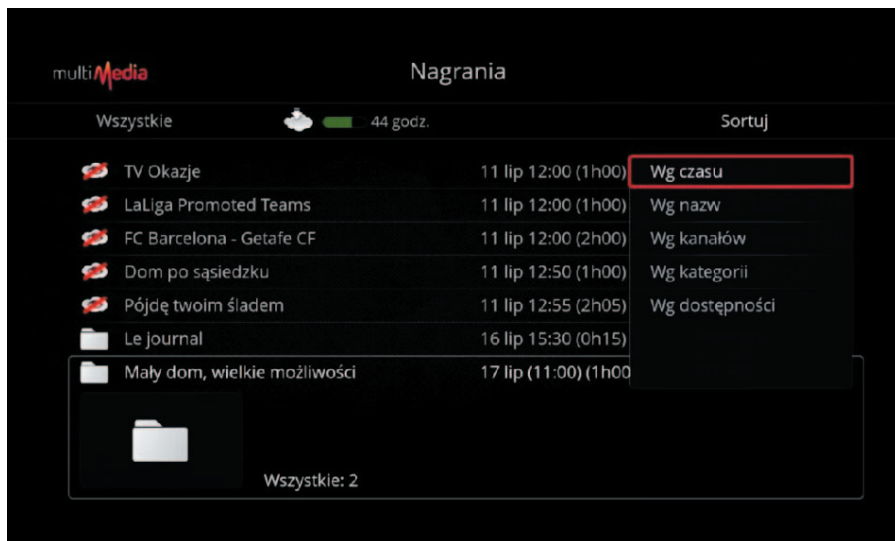 multiMedia
Nagrania
Wszystkie
44 godz.
Sortuj
TV Okazje 11 lip 12:00 (1h00) Wg czasu
LaLiga Promoted Teams 11 lip 12:00 (1h00) Wg nazw
FC Barcelona - Getafe CF 11 lip 12:00 (2h00) Wg kanałów
Dom po sąsiedzku 11 lip 12:50 (1h00) Wg kategorii
Pójdę twoim śladem 11 lip 12:55 (2h05) Wg dostępności
Le journal 16 lip 15:30 (0h15)
Mały dom, wielkie możliwości 17 lip (11:00) (1h00
Wszystkie: 2